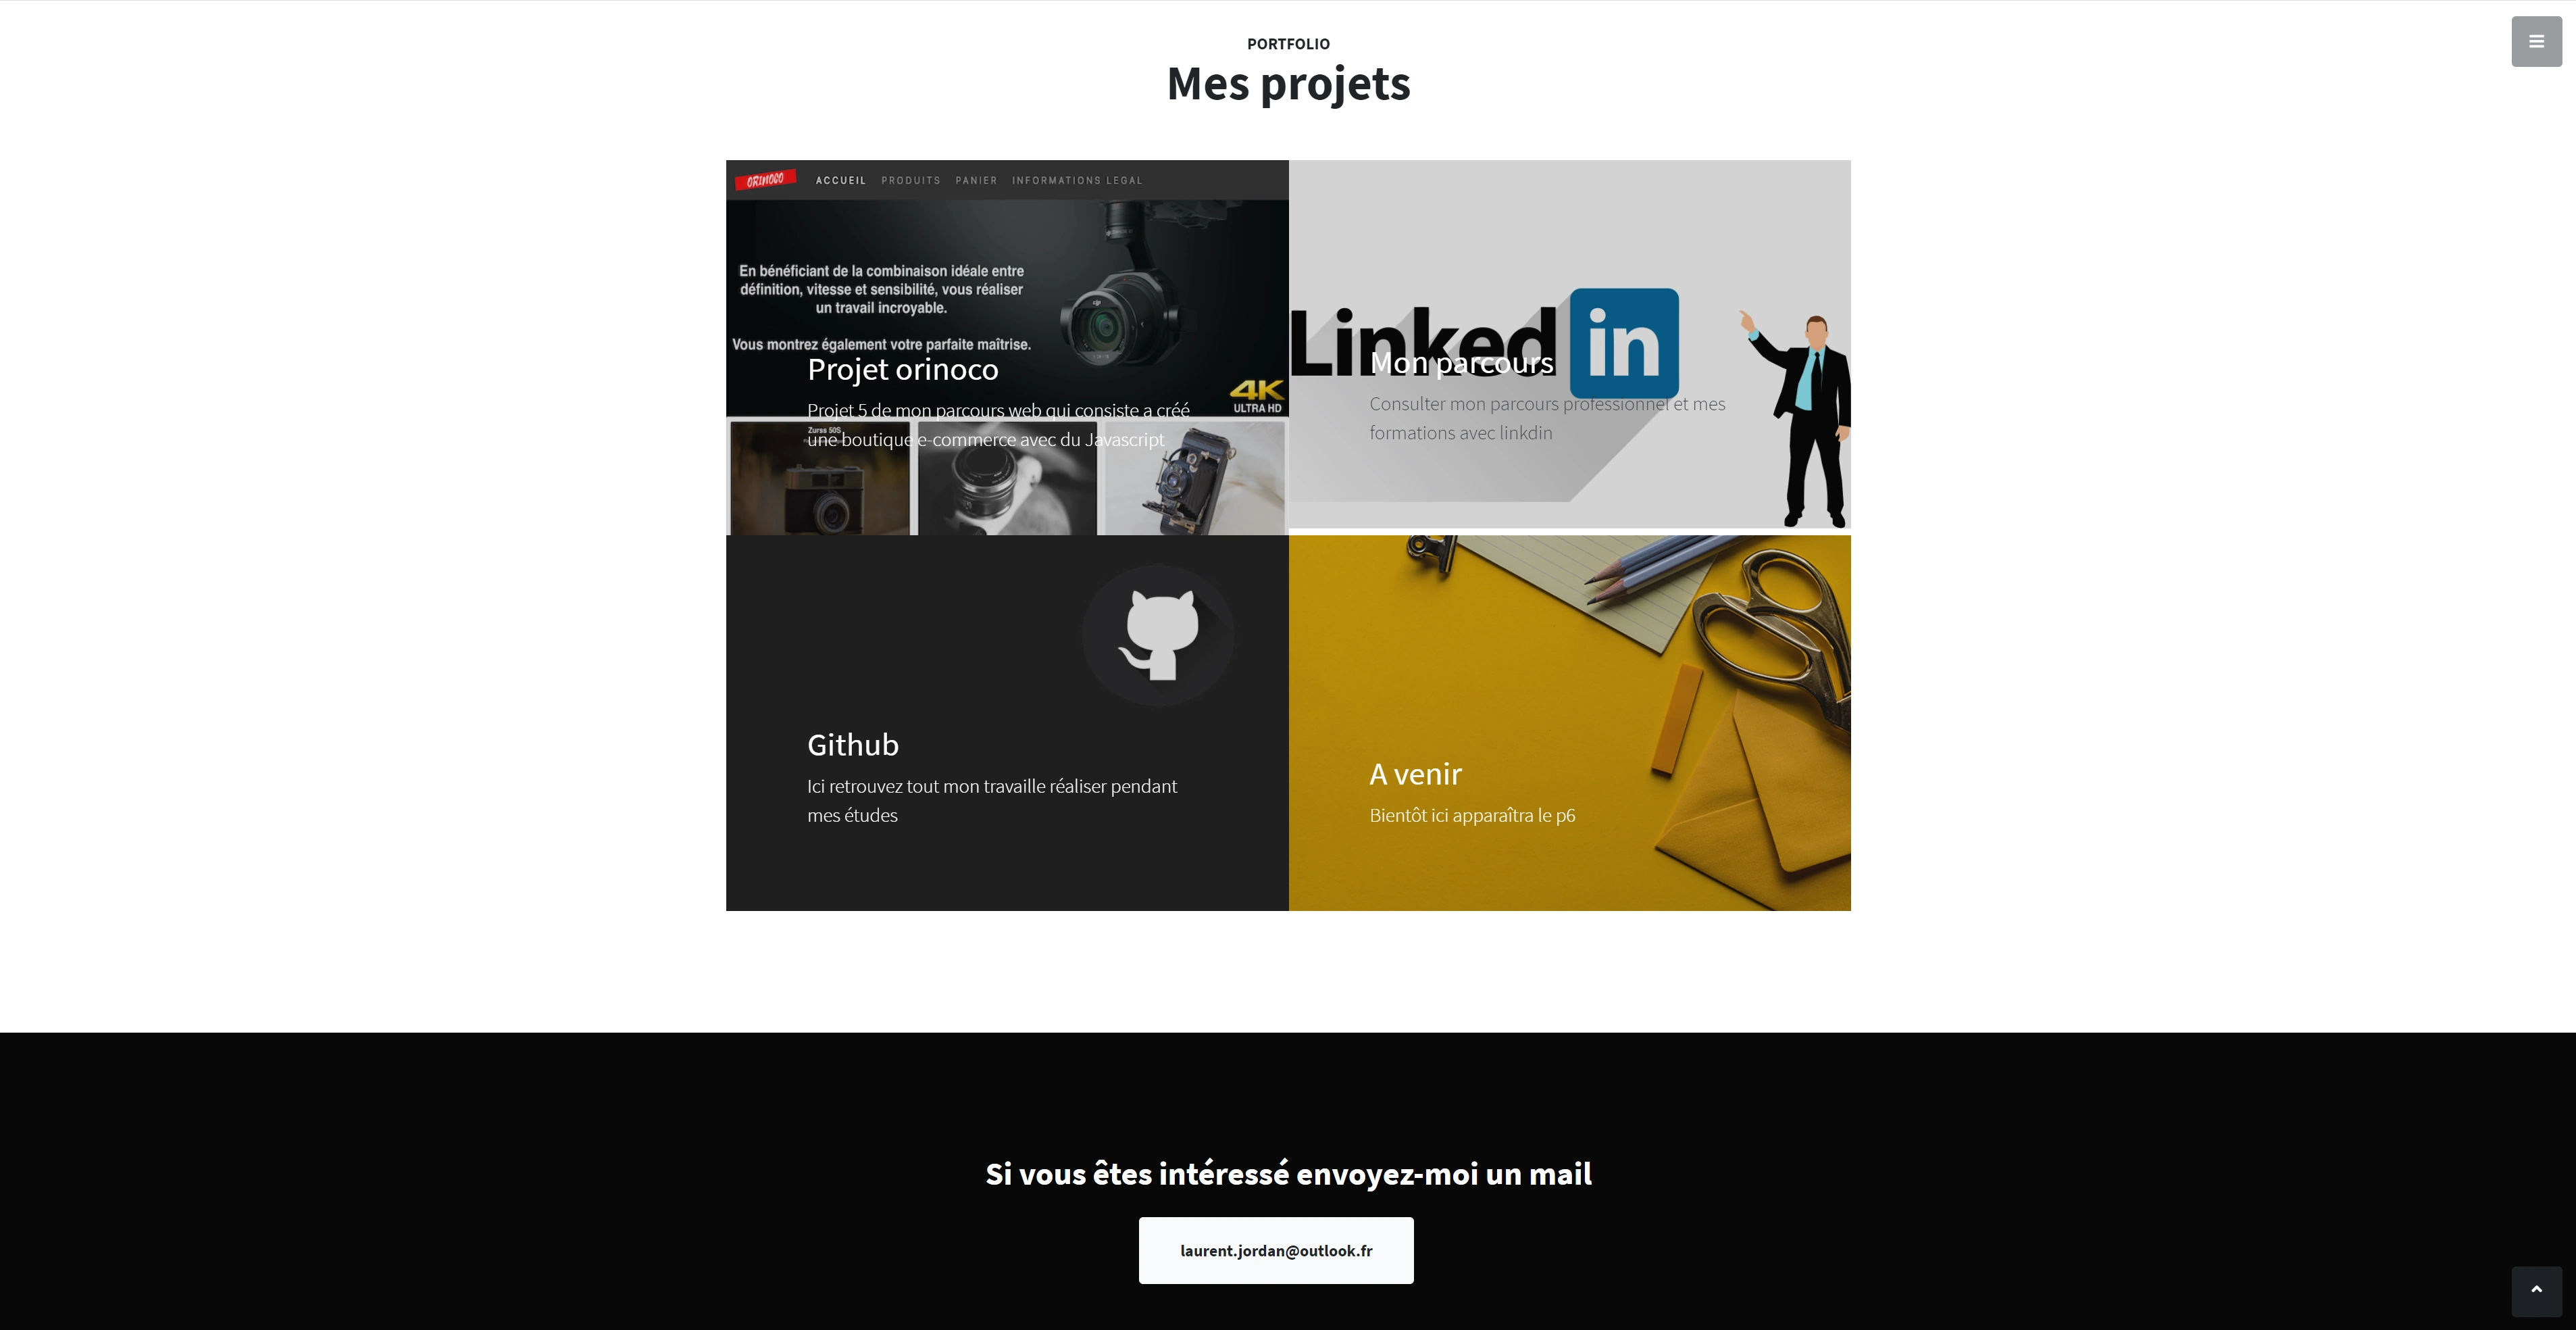 PORTFOLIO
Mes projets
ORINOCO
ACCUEIL PRODUITS PANIER INFORMATIONS LEGAL
En bénéficiant de la combinaison idéale entre
définition, vitesse et sensibilité, vous réaliser
un travail incroyable.
Vous montrez également votre parfaite maîtrise.
4K
ULTRA HD
Projet orinoco
Projet 5 de mon parcours web qui consiste a créé
une boutique e-commerce avec du Javascript
Zurss 50S
Linked in
Mon parcours
Consulter mon parcours professionnel et mes
formations avec linkdin
Github
Ici retrouvez tout mon travaille réaliser pendant
mes études
A venir
Bientôt ici apparaîtra le p6
Si vous êtes intéressé envoyez-moi un mail
laurent.jordan@outlook.fr